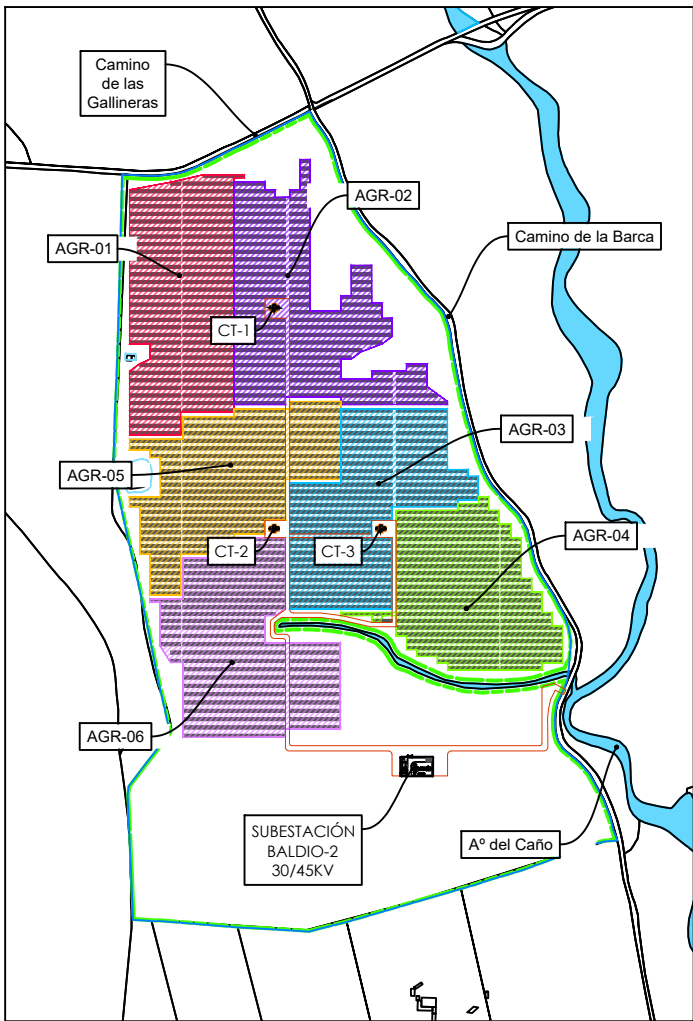 Camino
de las
Gallineras
AGR-02
AGR-01
Camino de la Barca
CT-1
AGR-03
AGR-05
AGR-04
CT-2
CT-3
AGR-06
SUBESTACIÓN
BALDIO-2
30/45KV
Aº del Caño